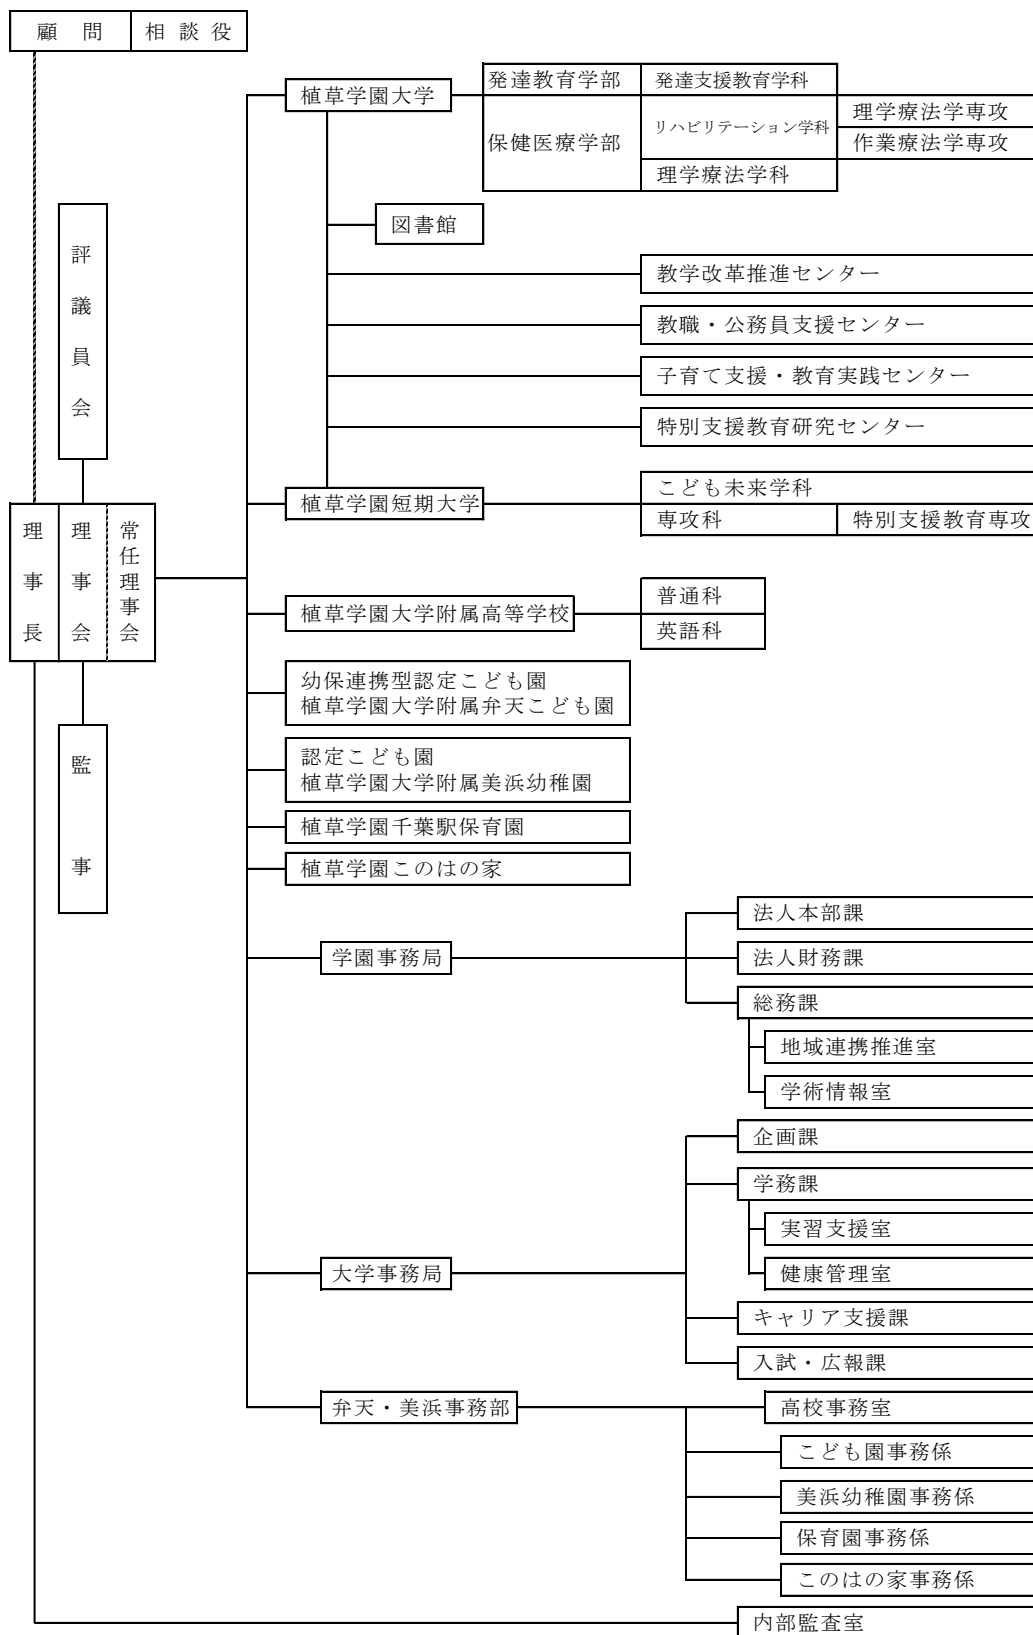 顧問 相談役
植草学園大学
発達教育学部 発達支援教育学科
保健医療学部 リハビリテーション学科 理学療法学専攻
作業療法学専攻
理学療法学科
図書館
教学改革推進センター
教職・公務員支援センター
子育て支援・教育実践センター
特別支援教育研究センター
評議員会
植草学園短期大学
こども未来学科
専攻科 特別支援教育専攻
理事長 理事会 常任理事会
植草学園大学附属高等学校
普通科
英語科
幼保連携型認定こども園
植草学園大学附属弁天こども園
認定こども園
植草学園大学附属美浜幼稚園
監事
植草学園千葉駅保育園
植草学園このはの家
学園事務局
法人本部課
法人財務課
総務課
地域連携推進室
学術情報室
大学事務局
企画課
学務課
実習支援室
健康管理室
キャリア支援課
入試・広報課
弁天・美浜事務部
高校事務室
こども園事務係
美浜幼稚園事務係
保育園事務係
このはの家事務係
内部監査室